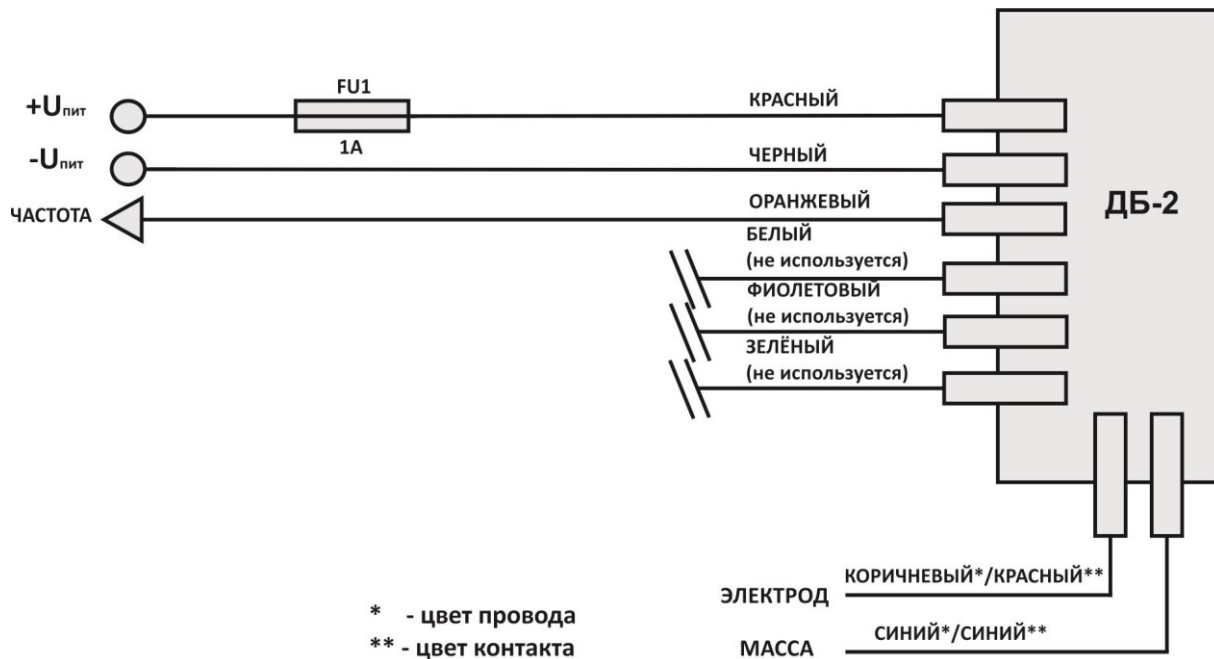 FU1
+Uпит
КРАСНЫЙ
1А
-Uпит
ЧЕРНЫЙ
ЧАСТОТА
ОРАНЖЕВЫЙ
ДБ-2
БЕЛЫЙ
(не используется)
ФИОЛЕТОВЫЙ
(не используется)
ЗЕЛЁНЫЙ
(не используется)
КОРИЧНЕВЫЙ*/КРАСНЫЙ**
ЭЛЕКТРОД
* - цвет провода
** - цвет контакта
СИНИЙ*/СИНИЙ**
МАССА